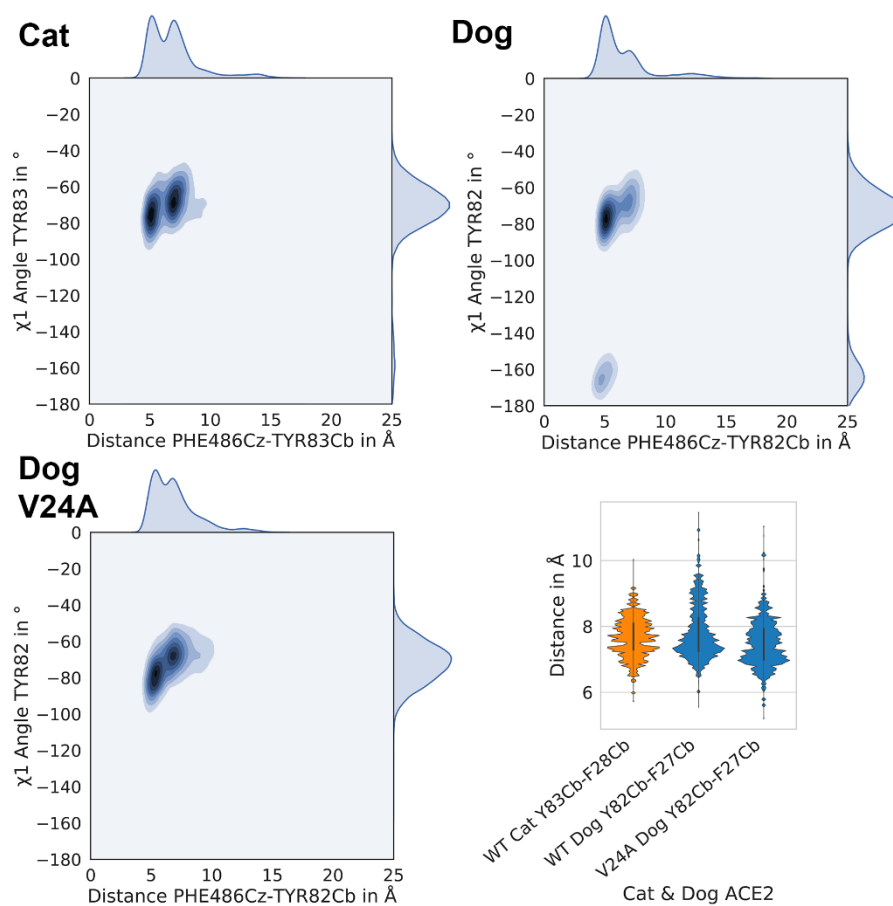 Cat
0
−20
−40
−60
−80
−100
−120
−140
−160
−180
χ1 Angle TYR83 in °
0 5 10 15 20 25
Distance PHE486Cz-TYR83Cb in Å
Dog
0
−20
−40
−60
−80
−100
−120
−140
−160
−180
χ1 Angle TYR82 in °
0 5 10 15 20 25
Distance PHE486Cz-TYR82Cb in Å
Dog
V24A
0
−20
−40
−60
−80
−100
−120
−140
−160
−180
χ1 Angle TYR82 in °
0 5 10 15 20 25
Distance PHE486Cz-TYR82Cb in Å
10
8
6
Distance in Å
WT Cat Y83Cb-F28Cb
WT Dog Y82Cb-F27Cb
V24A Dog Y82Cb-F27Cb
Cat & Dog ACE2